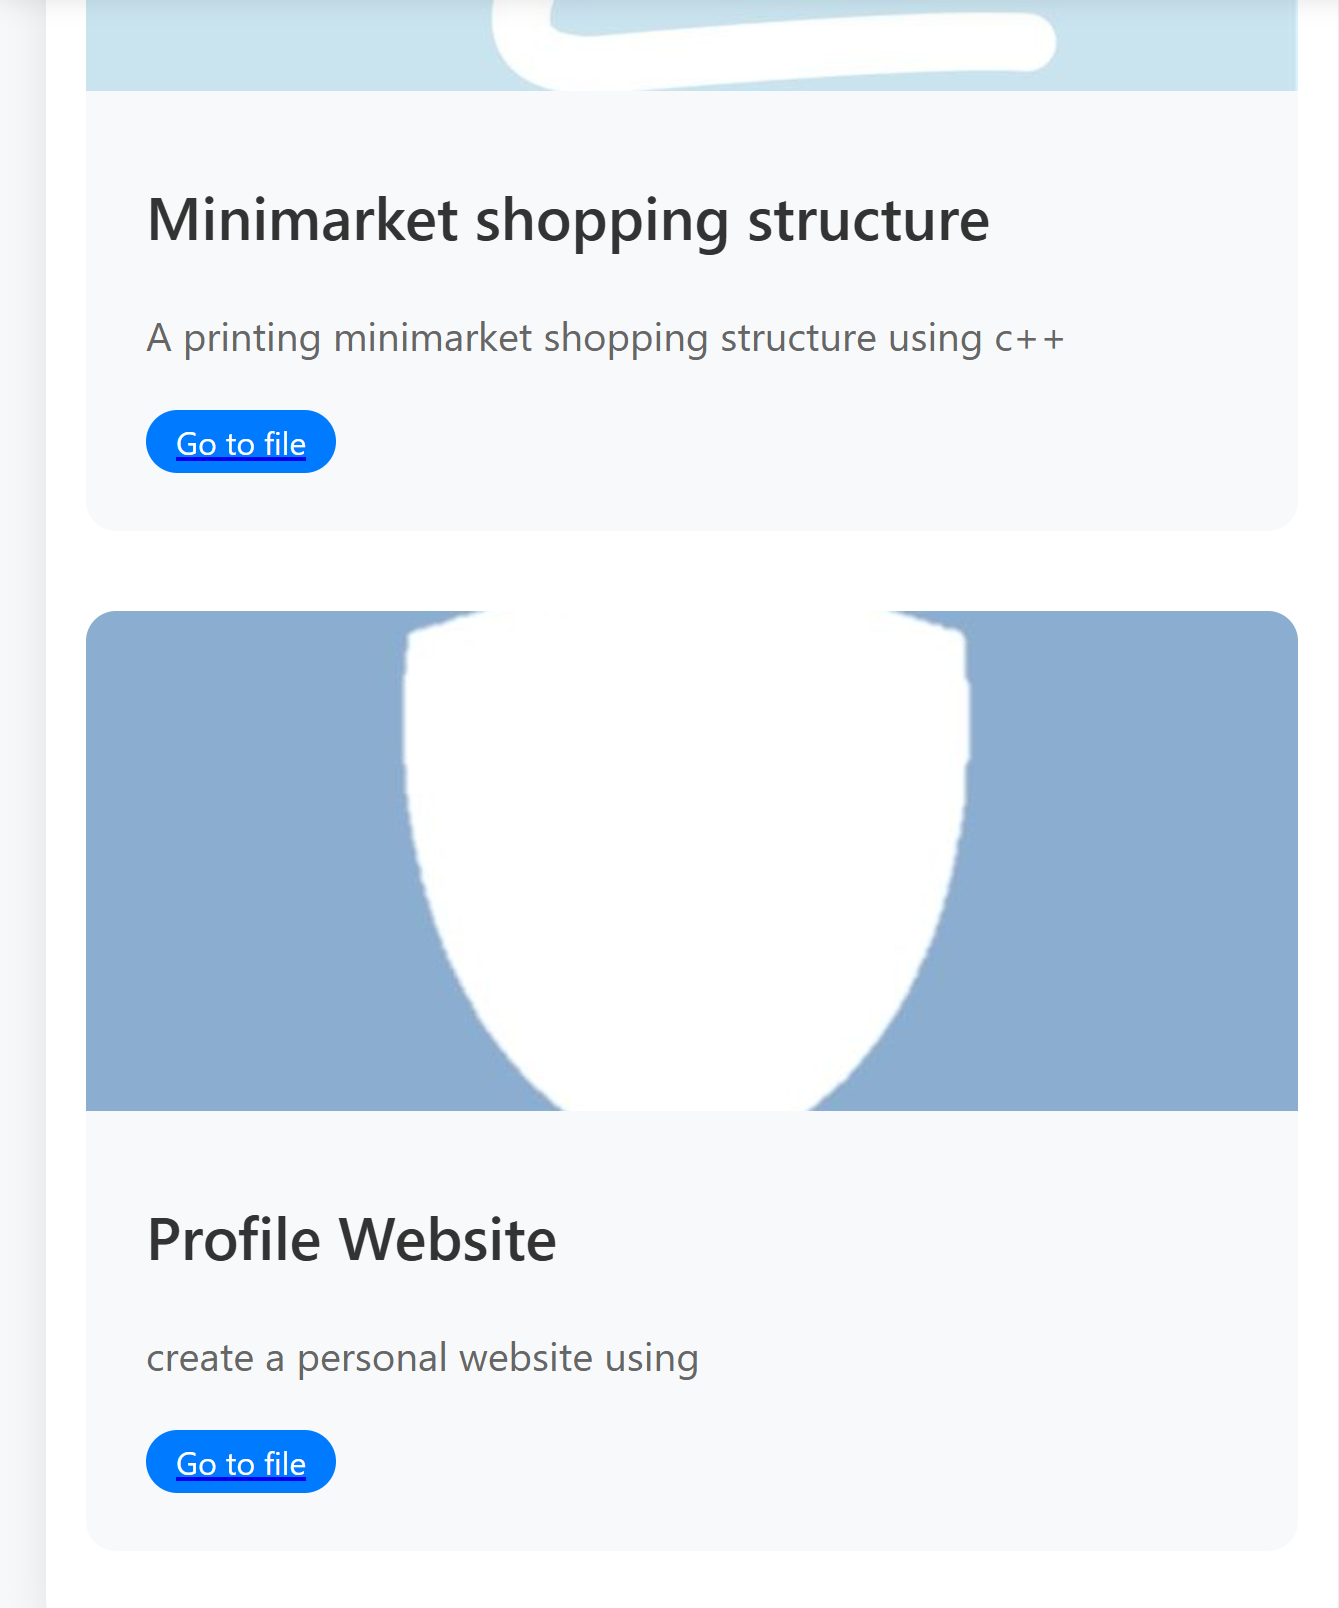 Minimarket shopping structure
A printing minimarket shopping structure using c++
Go to file
Profile Website
create a personal website using
Go to file